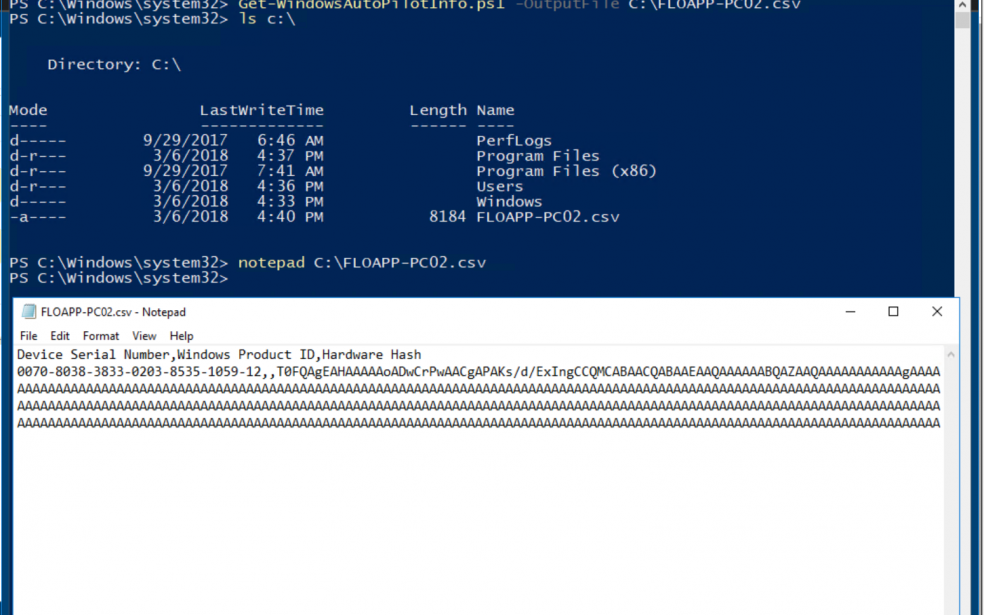 PS C:\Windows\system32> Get-WindowsAutoPilotInfo.ps1 -OutputFile C:\FLOAPP-PC02.csv
PS C:\Windows\system32> ls c:\
Directory: C:\
Mode LastWriteTime Length Name
---- ------------- ------ ----
d----- 9/29/2017 6:46 AM PerfLogs
d-r--- 3/6/2018 4:37 PM Program Files
d-r--- 9/29/2017 7:41 AM Program Files (x86)
d-r--- 3/6/2018 4:36 PM Users
d----- 3/6/2018 4:33 PM Windows
-a---- 3/6/2018 4:40 PM 8184 FLOAPP-PC02.csv
PS C:\Windows\system32> notepad C:\FLOAPP-PC02.csv
PS C:\Windows\system32>
FLOAPP-PC02.csv - Notepad
File Edit Format View Help
Device Serial Number,Windows Product ID,Hardware Hash
0070-8038-3833-0203-8535-1059-12,,T0FQAgEAHAAAAAoADwCrPwAACgAPAKs/d/ExIngCCQMCABAACQABAAEAAQAAAAAABQAZAAQAAAAAAAAAAAgAAAA